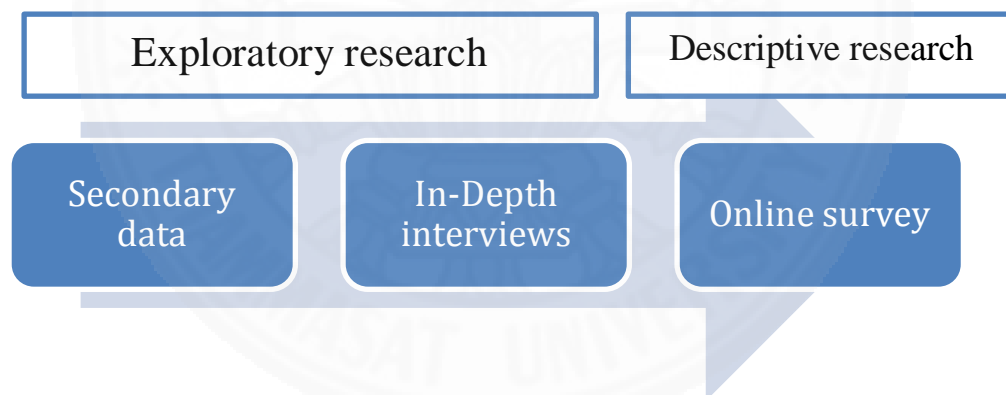 Exploratory research
Descriptive research
Secondary
data
In-Depth
interviews
Online survey